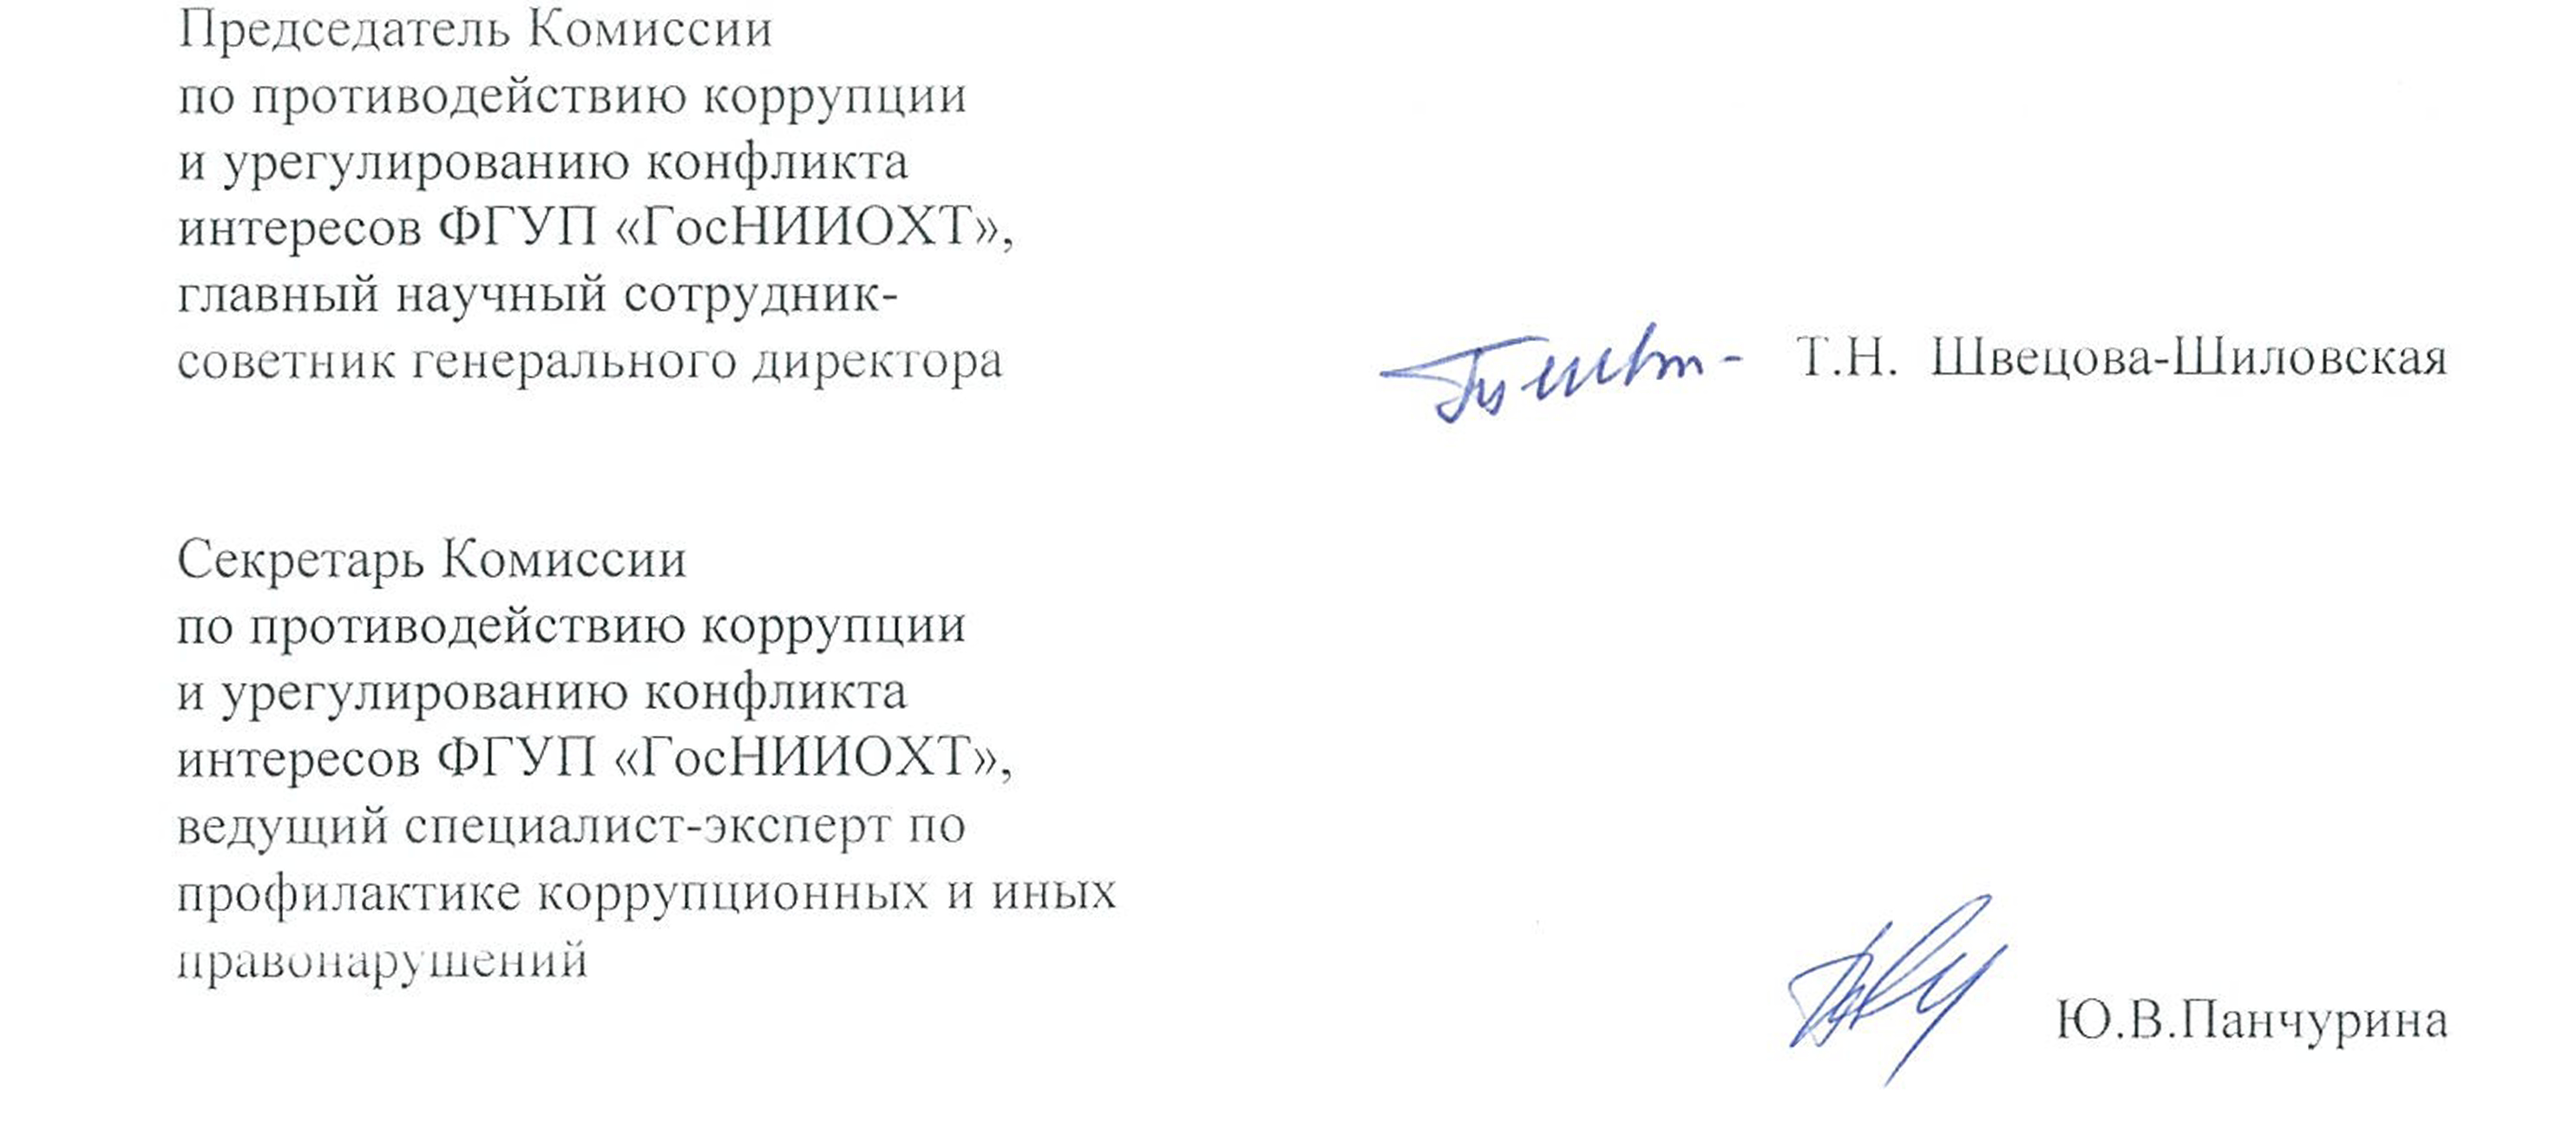 Председатель Комиссии
по противодействию коррупции
и урегулированию конфликта
интересов ФГУП «ГосНИИОХТ»,
главный научный сотрудник-
советник генерального директора
Т.Н. Швецова-Шиловская
Секретарь Комиссии
по противодействию коррупции
и урегулированию конфликта
интересов ФГУП «ГосНИИОХТ»,
ведущий специалист-эксперт по
профилактике коррупционных и иных
правонарушений
Ю.В.Панчурина